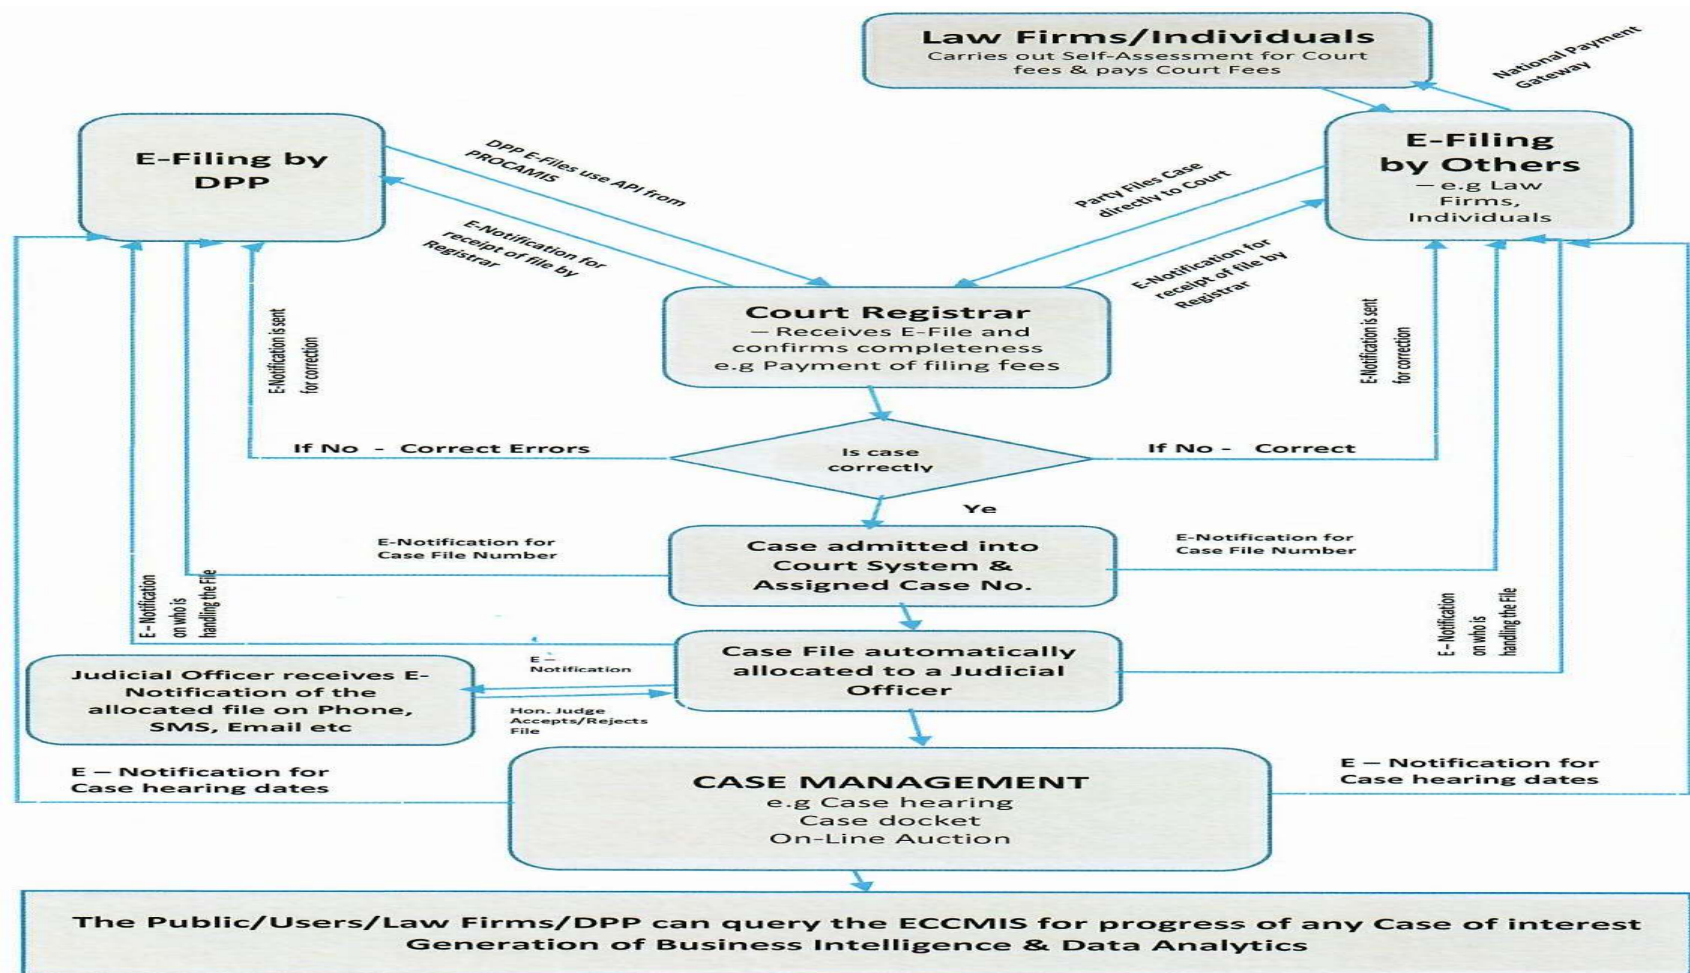 Law Firms/Individuals
Carries out Self-Assessment for Court
fees & pays Court Fees
National Payment
Gateway
E-Filing by
DPP
E-Filing
by Others
– e.g Law
Firms,
Individuals
DPP E-Files use API from
PROCAMIS
E-Notification for
receipt of file by
Registrar
Party Files Case
directly to Court
E-Notification for
receipt of file by
Registrar
Court Registrar
– Receives E-File and
confirms completeness
e.g Payment of filing fees
E-Notification is sent
for correction
E-Notification is sent
for correction
If No - Correct Errors
Is case
correctly
If No - Correct
Ye
E-Notification for
Case File Number
Case admitted into
Court System &
Assigned Case No.
E-Notification for
Case File Number
E – Notification
on who is
handling the File
E – Notification
on who is
handling the File
Case File automatically
allocated to a Judicial
Officer
E –
Notification
Judicial Officer receives E-
Notification of the
allocated file on Phone,
SMS, Email etc
Hon. Judge
Accepts/Rejects
File
E – Notification for
Case hearing dates
CASE MANAGEMENT
e.g Case hearing
Case docket
On-Line Auction
E – Notification for
Case hearing dates
The Public/Users/Law Firms/DPP can query the ECCMIS for progress of any Case of interest
Generation of Business Intelligence & Data Analytics